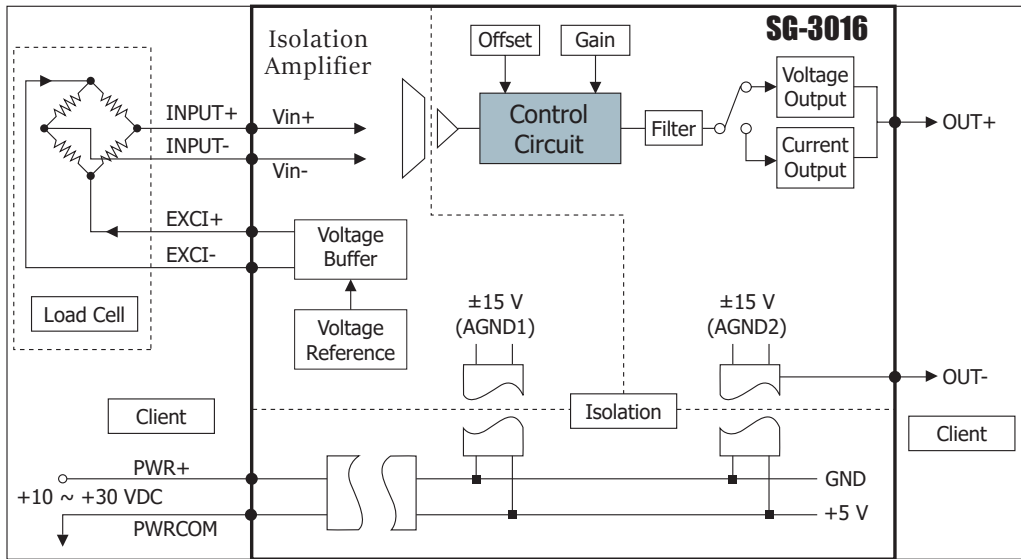 SG-3016
Isolation
Amplifier
Offset
Gain
Voltage
Output
INPUT+
Vin+
Control
Circuit
Filter
OUT+
INPUT-
Vin-
Current
Output
EXCI+
EXCI-
Voltage
Buffer
Load Cell
Voltage
Reference
±15 V
(AGND1)
±15 V
(AGND2)
OUT-
Client
Isolation
Client
PWR+
+10 ~ +30 VDC
PWRCOM
GND
+5 V